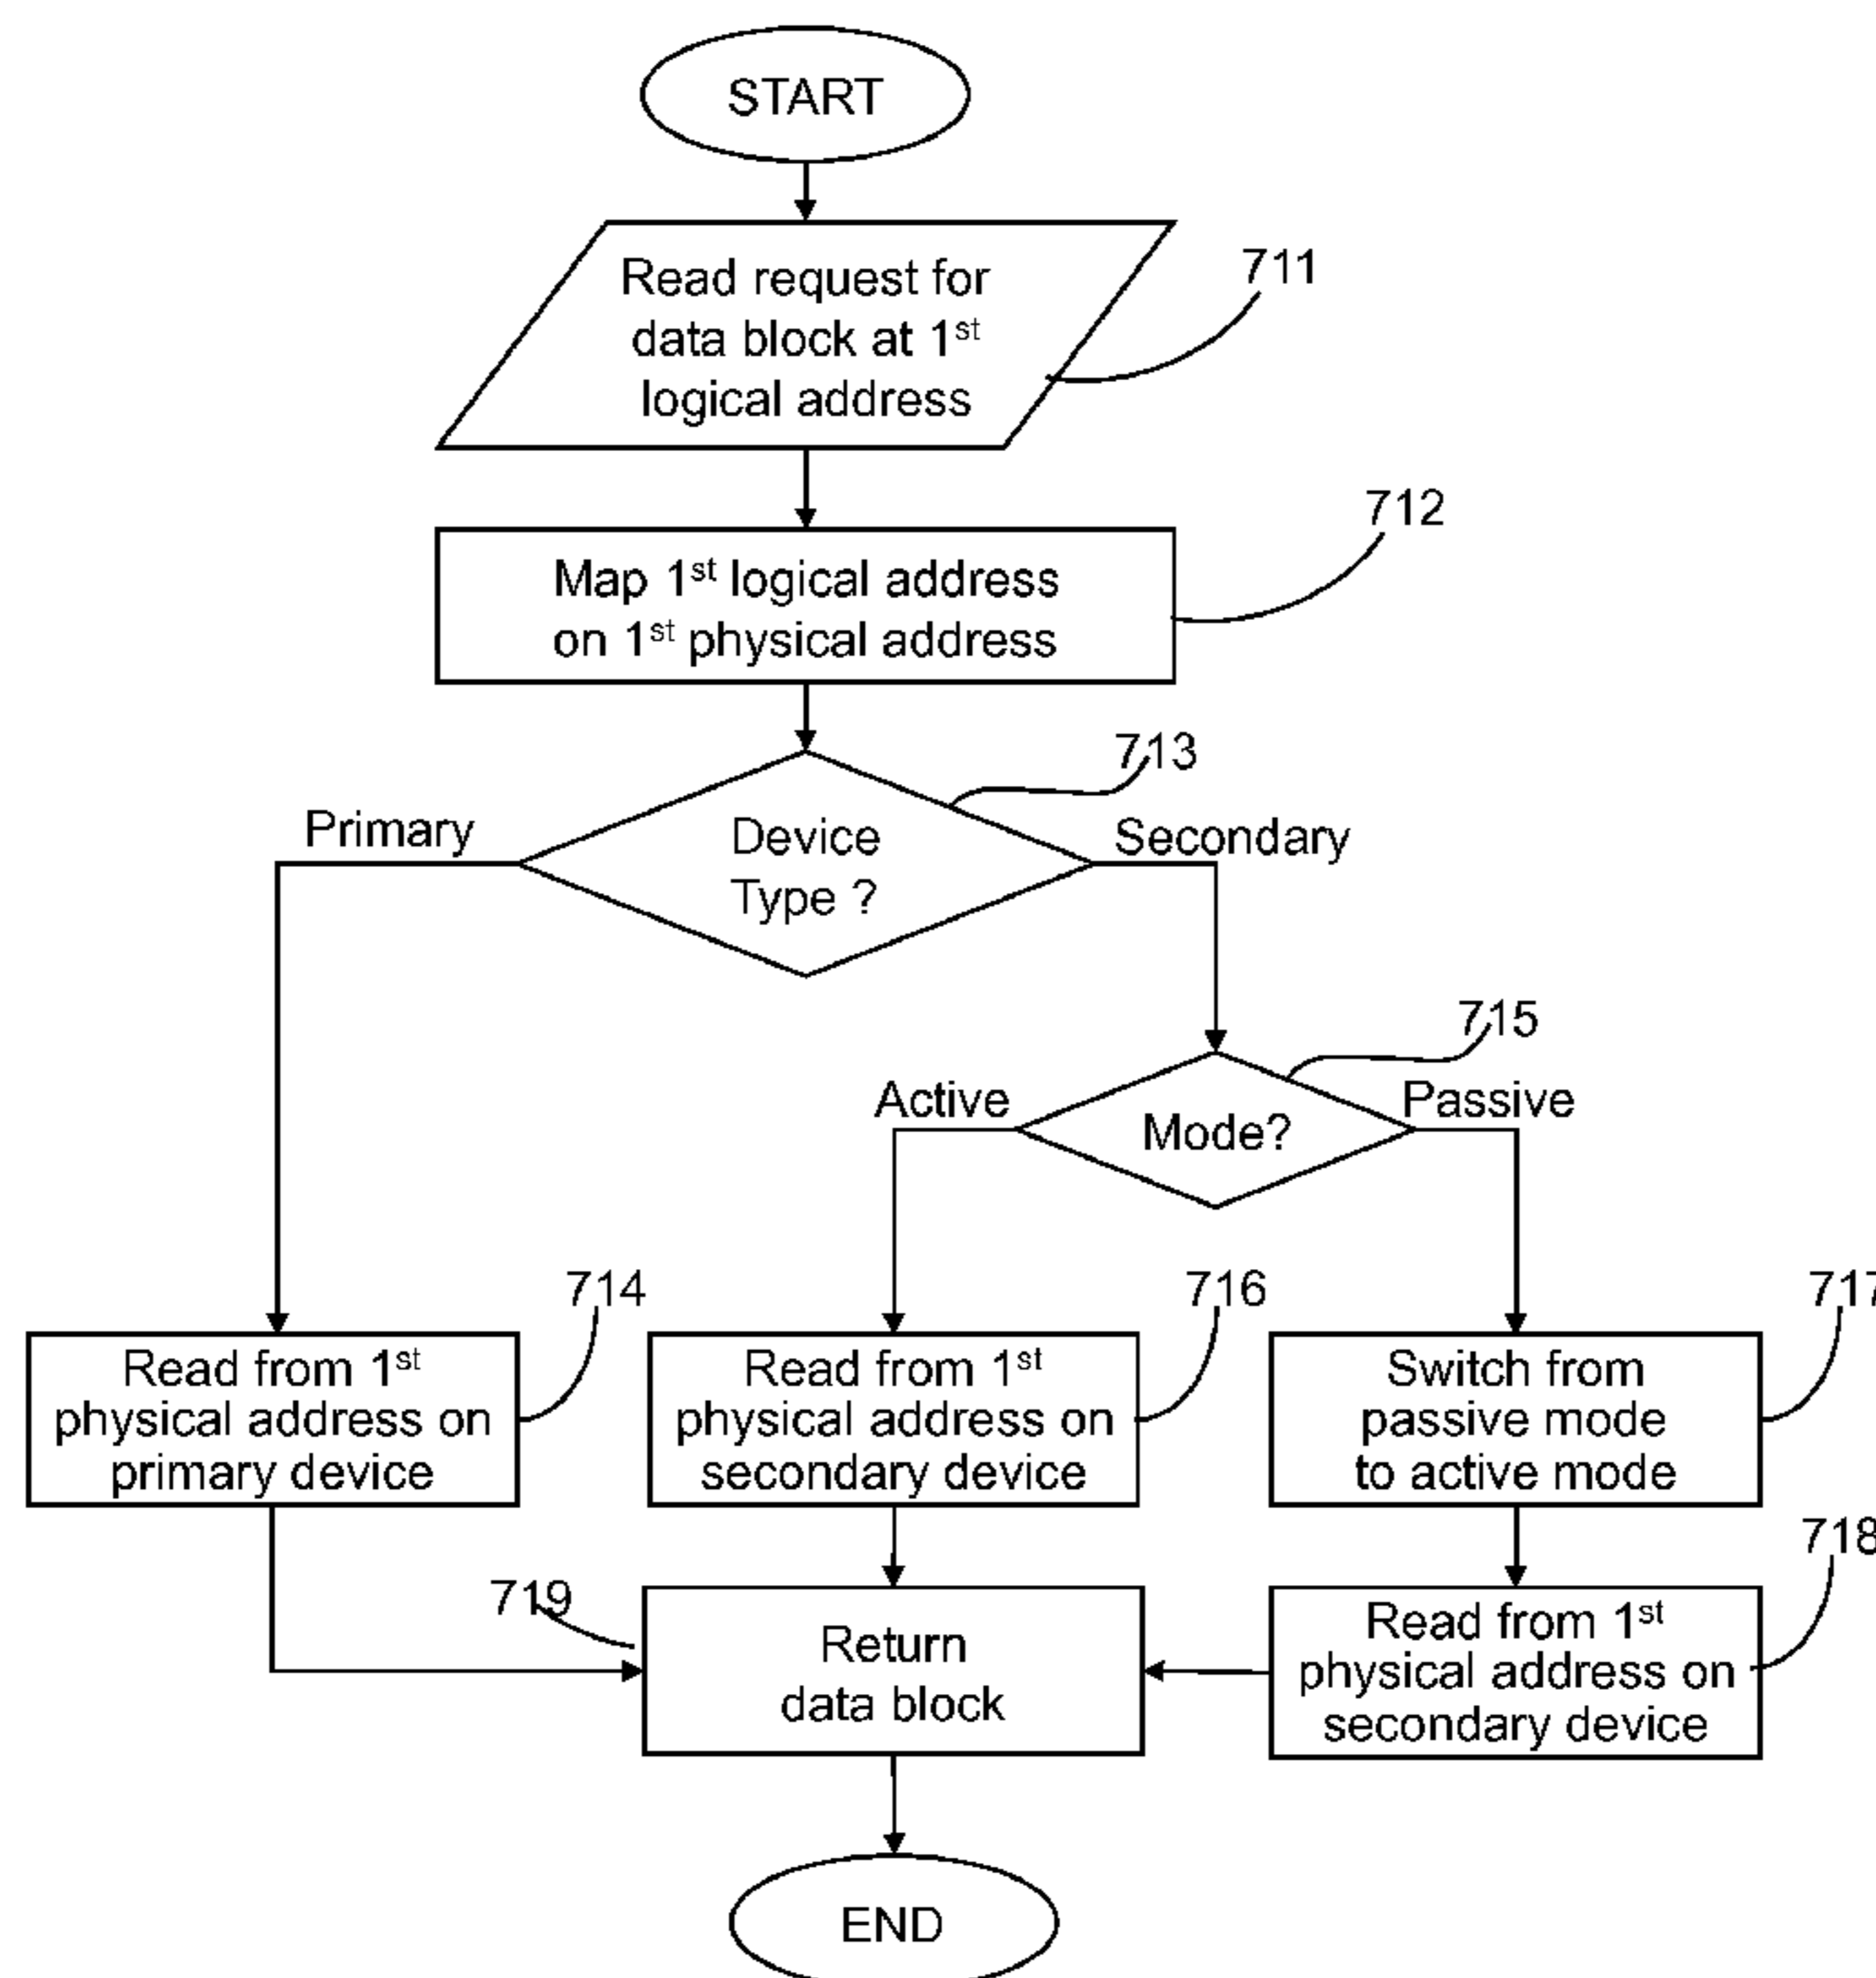 START
Read request for
data block at 1st
logical address
711
Map 1st logical address
on 1st physical address
712
713
Primary
Device
Type ?
Secondary
715
Active
Mode?
Passive
714
Read from 1st
physical address on
primary device
716
Read from 1st
physical address on
secondary device
717
Switch from
passive mode
to active mode
719
Return
data block
718
Read from 1st
physical address on
secondary device
END